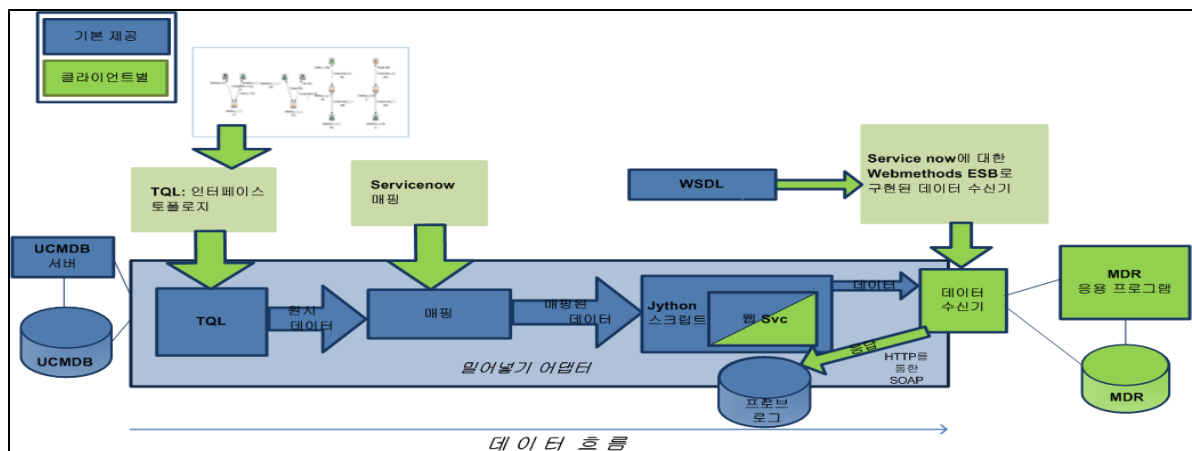 기본 제공
클라이언트별
TQL: 인터페이스
토폴로지
Servicenow
매핑
WSDL
Service now에 대한
Webmethods ESB로
구현된 데이터 수신기
UCMDB
서버
UCMDB
TQL
원시
데이터
매핑
매핑된
데이터
Jython
스크립트
웹 Svc
데이터
데이터
수신기
응답
HTTP를
통한
SOAP
MDR
응용 프로그램
MDR
밀어넣기 어댑터
프로브
로그
데이터 흐름